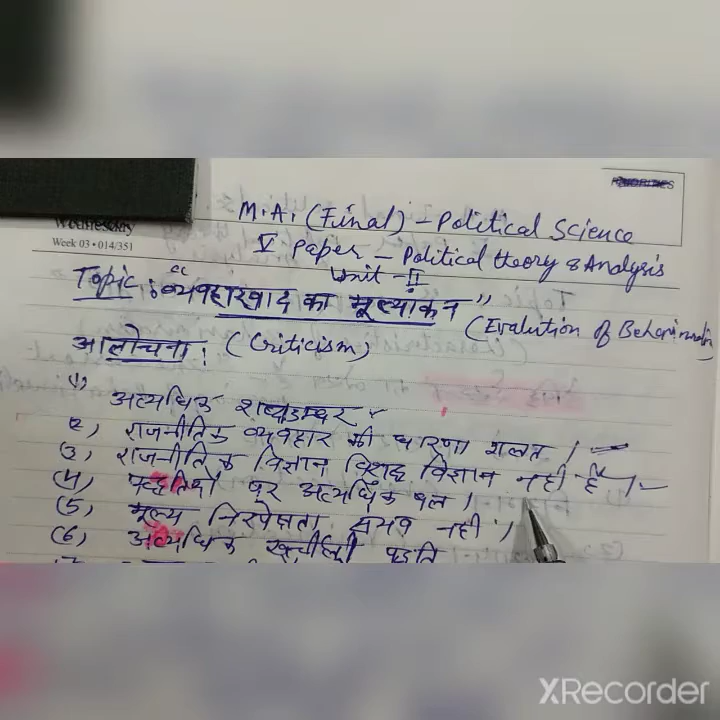 Wednesday
Week 03 • 014/351
M.A. (Final) - Political Science
V Paper - Political theory & Analysis
Unit - II
Topic : "व्यवहारवाद का मूल्यांकन"
(Evalution of Behaviouralism)
आलोचना : (Criticism)
(1) अत्यधिक शब्दाडम्बर
(2) राजनीतिक व्यवहार की धारणा गलत ।
(3) राजनीतिक विज्ञान विशुद्ध विज्ञान नहीं है ।
(4) पद्धतियों पर अत्यधिक बल ।
(5) मूल्य निरपेक्षता संभव नहीं ।
(6) अत्यधिक खर्चीली पद्धति
XRecorder